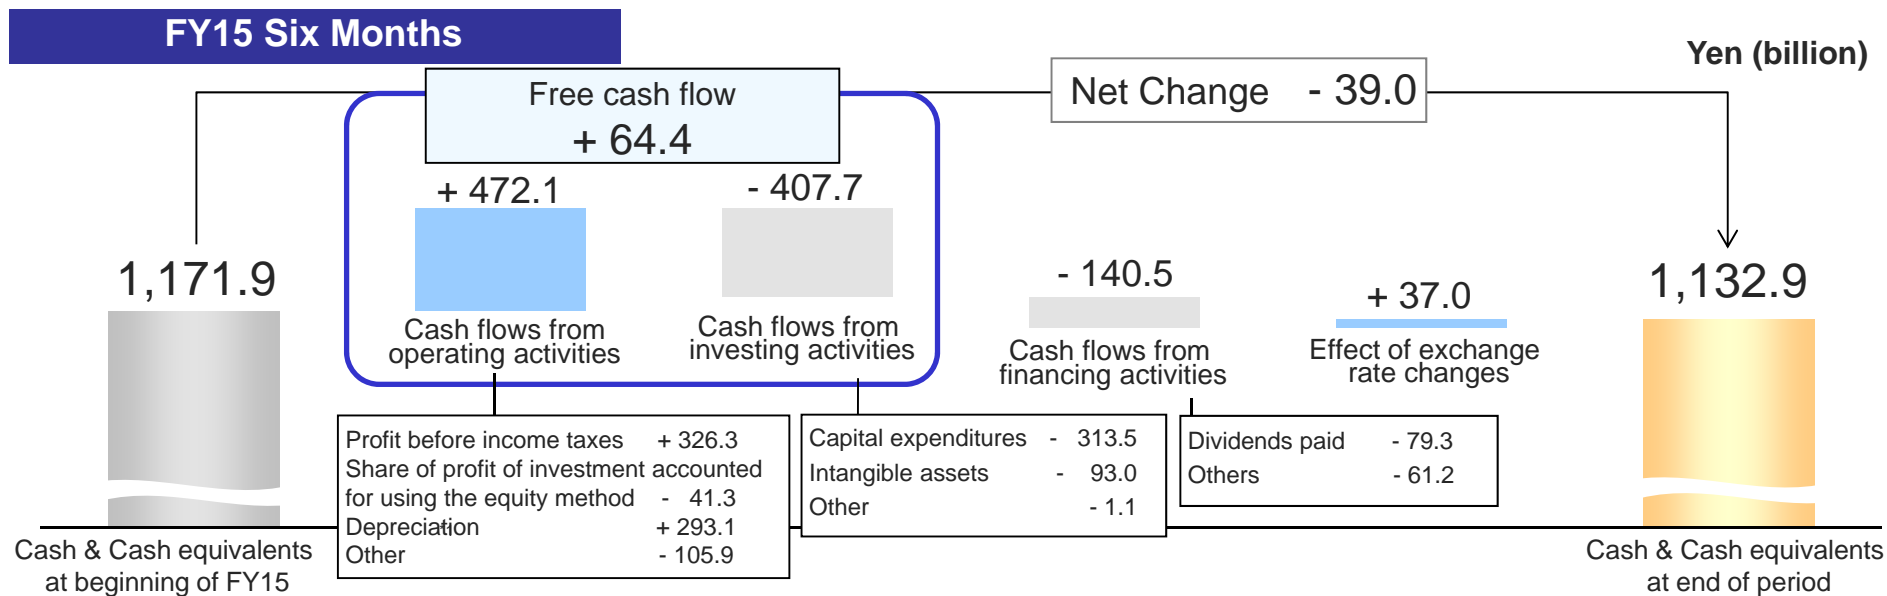 FY15 Six Months
Yen (billion)
Free cash flow
+ 64.4
Net Change - 39.0
+ 472.1
- 407.7
1,171.9
- 140.5
+ 37.0
1,132.9
Cash flows from
operating activities
Cash flows from
investing activities
Cash flows from
financing activities
Effect of exchange
rate changes
Profit before income taxes + 326.3
Share of profit of investment accounted
for using the equity method - 41.3
Depreciation + 293.1
Other - 105.9
Capital expenditures - 313.5
Intangible assets - 93.0
Other - 1.1
Dividends paid - 79.3
Others - 61.2
Cash & Cash equivalents
at beginning of FY15
Cash & Cash equivalents
at end of period